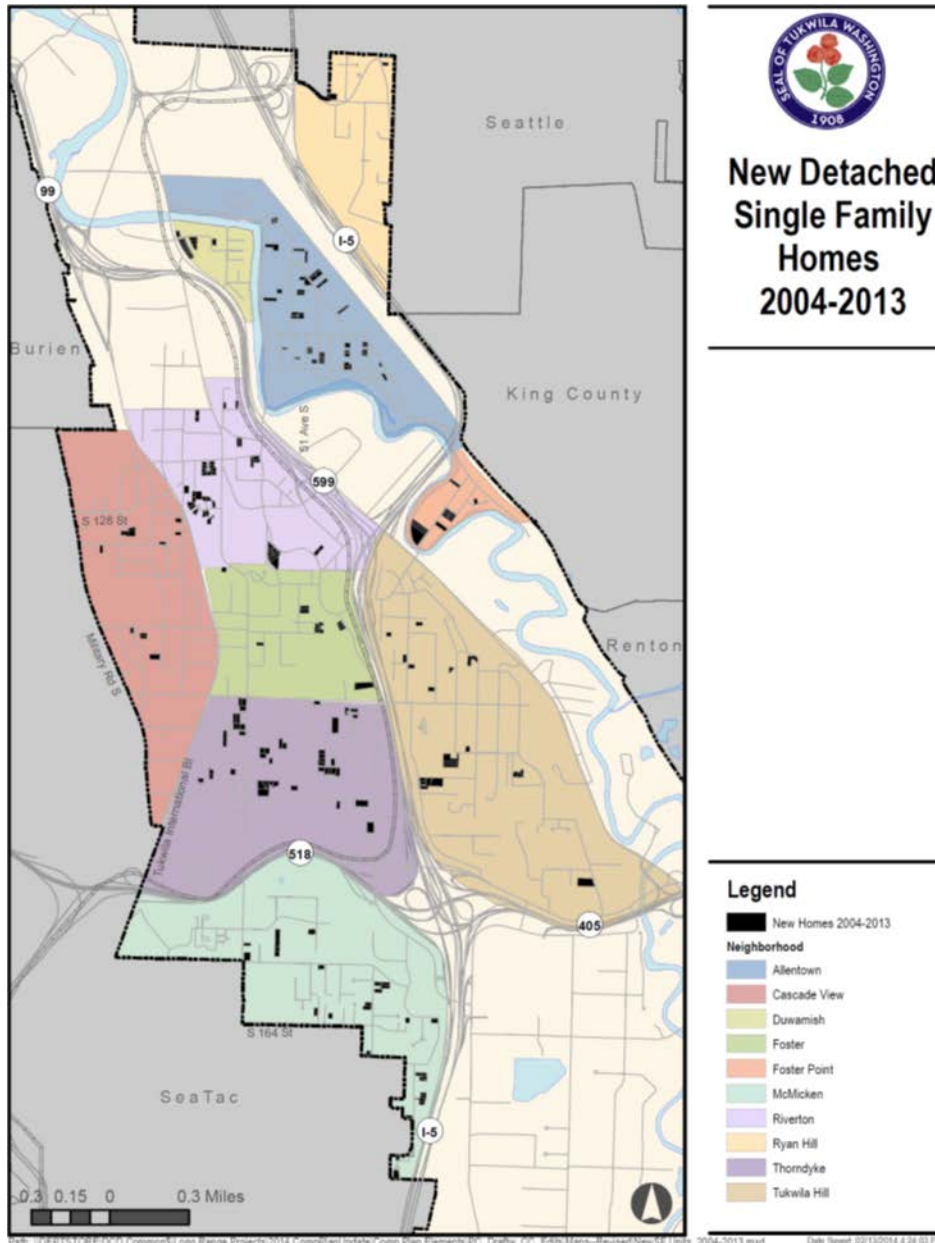 SEAL OF TUKWILA WASHINGTON
1908
New Detached
Single Family
Homes
2004-2013
Seattle
99
I-5
Burien
King County
51 Ave S
599
S 128 St
Military Rd S
Renton
Tukwila International Bl
518
405
S 164 St
SeaTac
I-5
0.3 0.15 0 0.3 Miles
Legend
New Homes 2004-2013
Neighborhood
Allentown
Cascade View
Duwamish
Foster
Foster Point
McMicken
Riverton
Ryan Hill
Thorndyke
Tukwila Hill